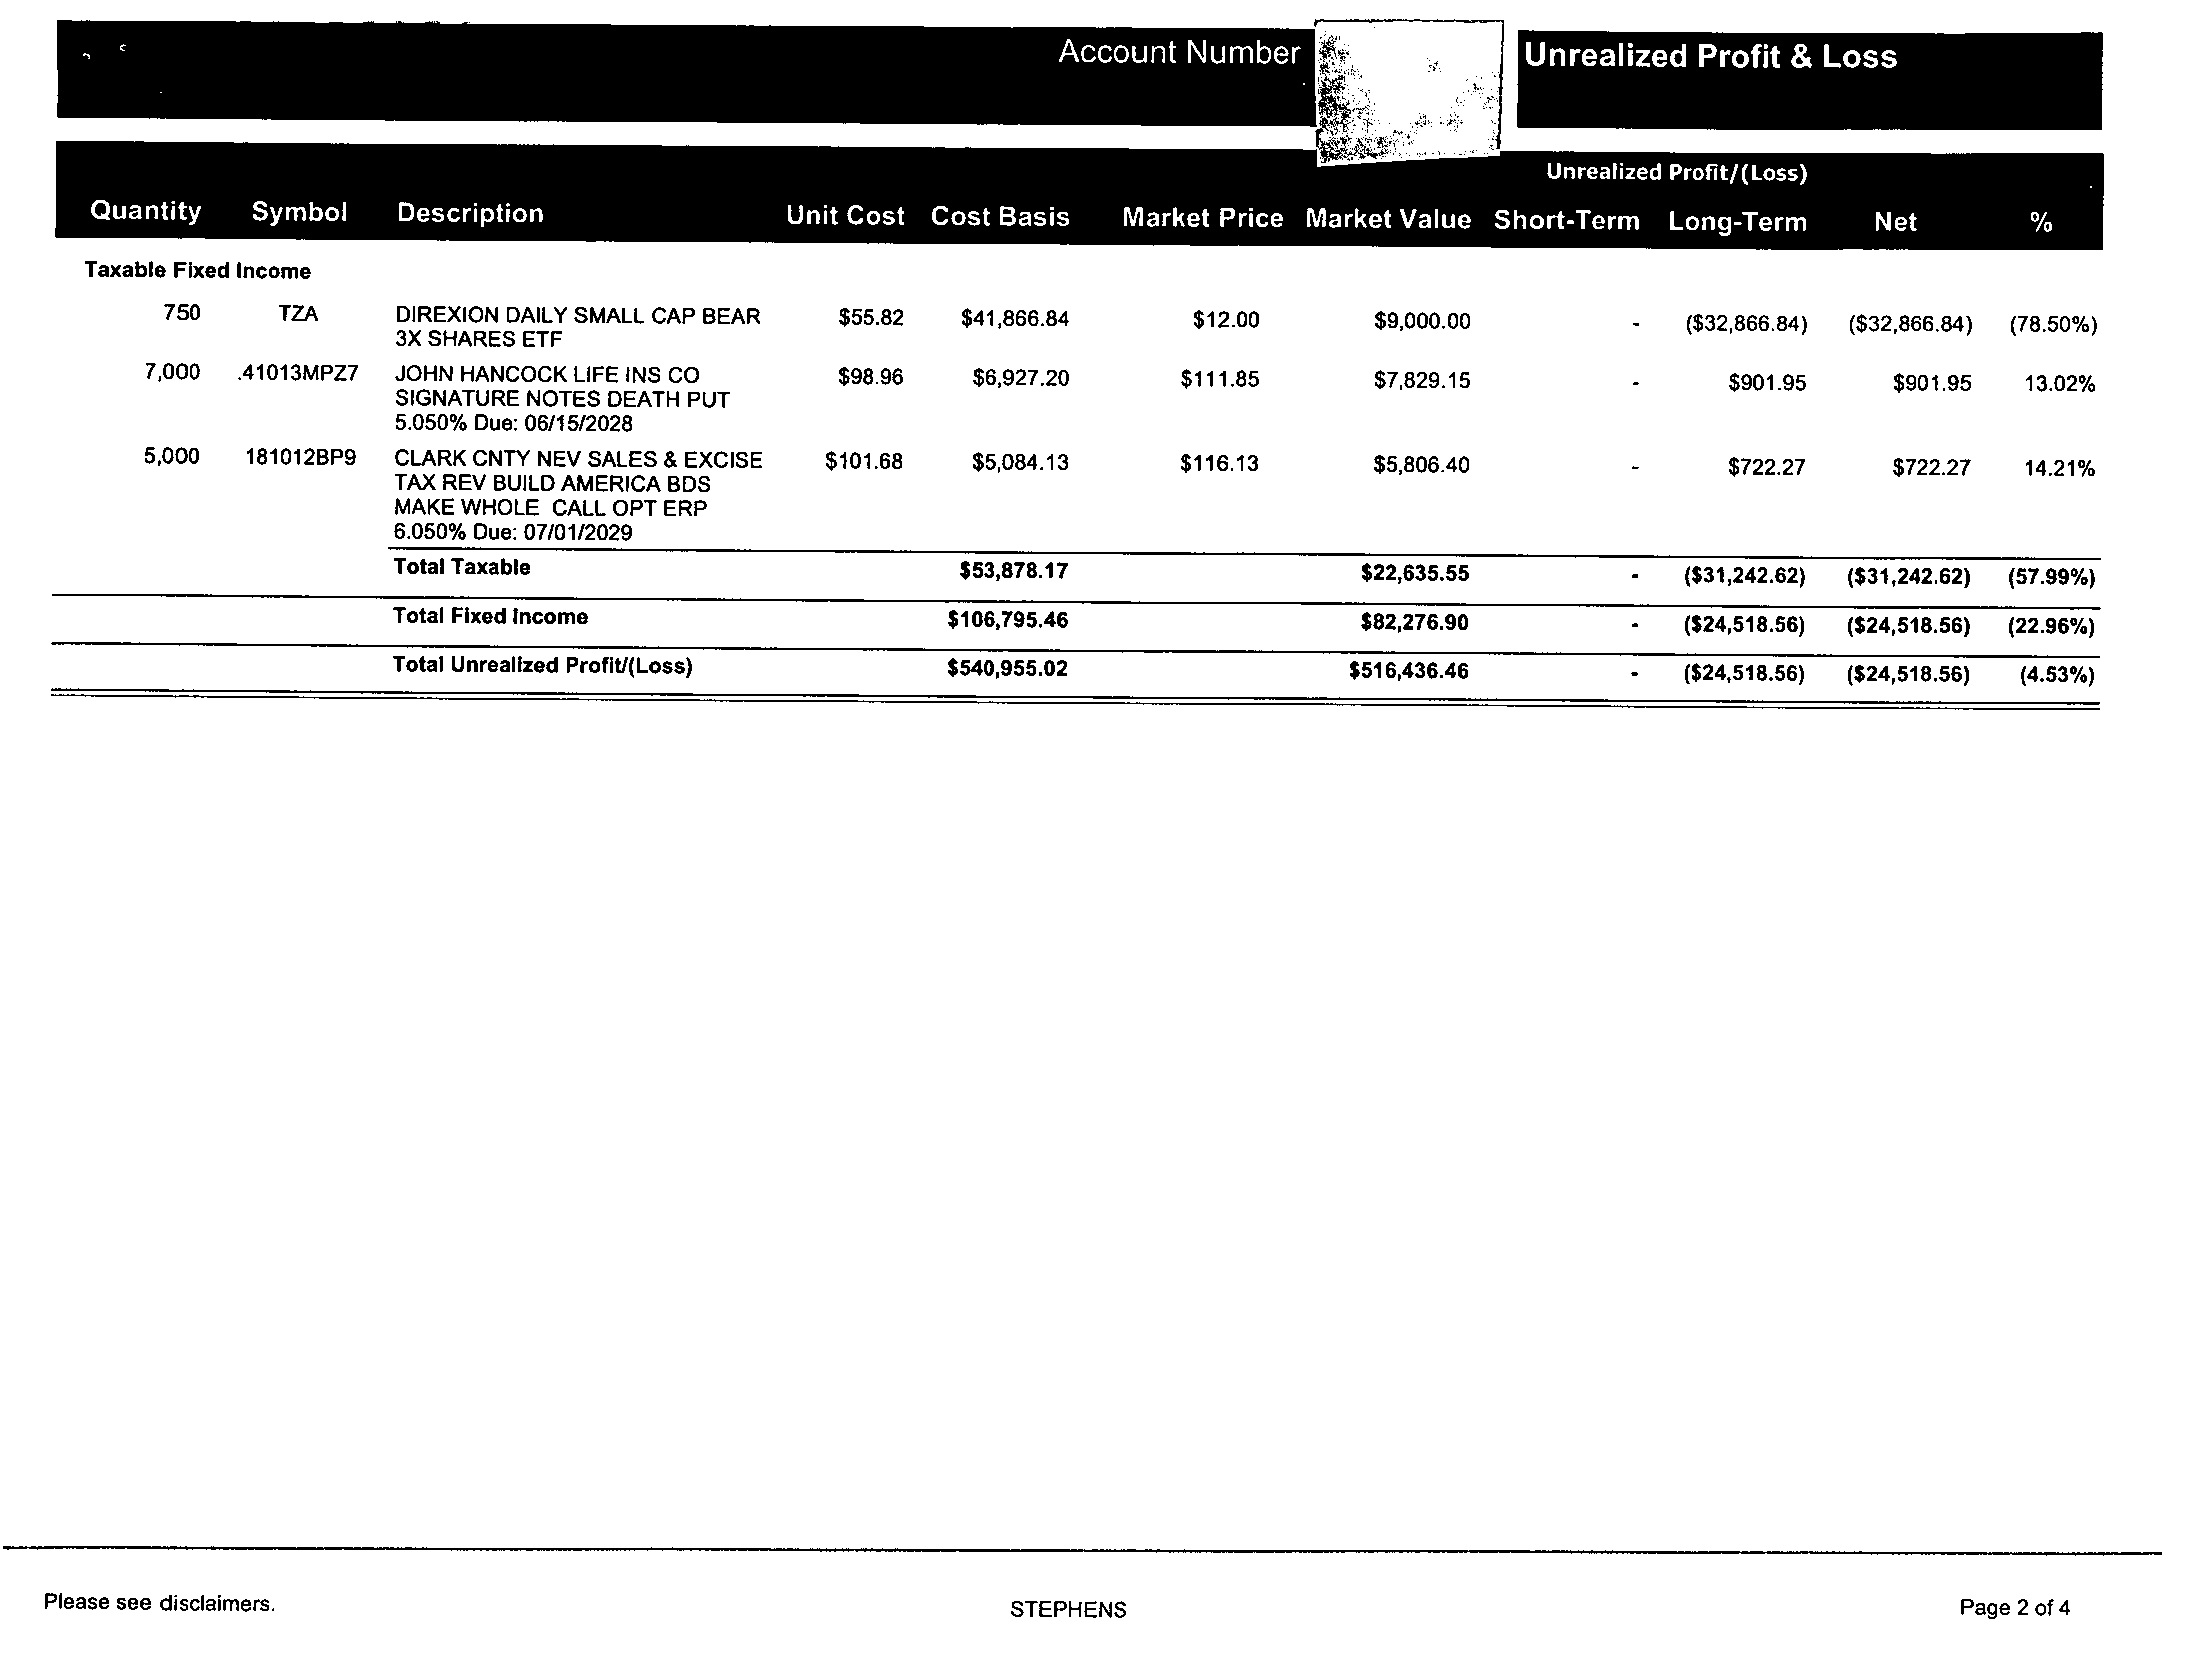 Account Number
Unrealized Profit & Loss
Unrealized Profit/(Loss)
Quantity Symbol Description Unit Cost Cost Basis Market Price Market Value Short-Term Long-Term Net %
Taxable Fixed Income
750 TZA DIREXION DAILY SMALL CAP BEAR $55.82 $41,866.84 $12.00 $9,000.00 - ($32,866.84) ($32,866.84) (78.50%)
3X SHARES ETF
7,000 .41013MPZ7 JOHN HANCOCK LIFE INS CO $98.96 $6,927.20 $111.85 $7,829.15 - $901.95 $901.95 13.02%
SIGNATURE NOTES DEATH PUT
5.050% Due: 06/15/2028
5,000 181012BP9 CLARK CNTY NEV SALES & EXCISE $101.68 $5,084.13 $116.13 $5,806.40 - $722.27 $722.27 14.21%
TAX REV BUILD AMERICA BDS
MAKE WHOLE CALL OPT ERP
6.050% Due: 07/01/2029
Total Taxable $53,878.17 $22,635.55 - ($31,242.62) ($31,242.62) (57.99%)
Total Fixed Income $106,795.46 $82,276.90 - ($24,518.56) ($24,518.56) (22.96%)
Total Unrealized Profit/(Loss) $540,955.02 $516,436.46 - ($24,518.56) ($24,518.56) (4.53%)
Please see disclaimers. STEPHENS Page 2 of 4